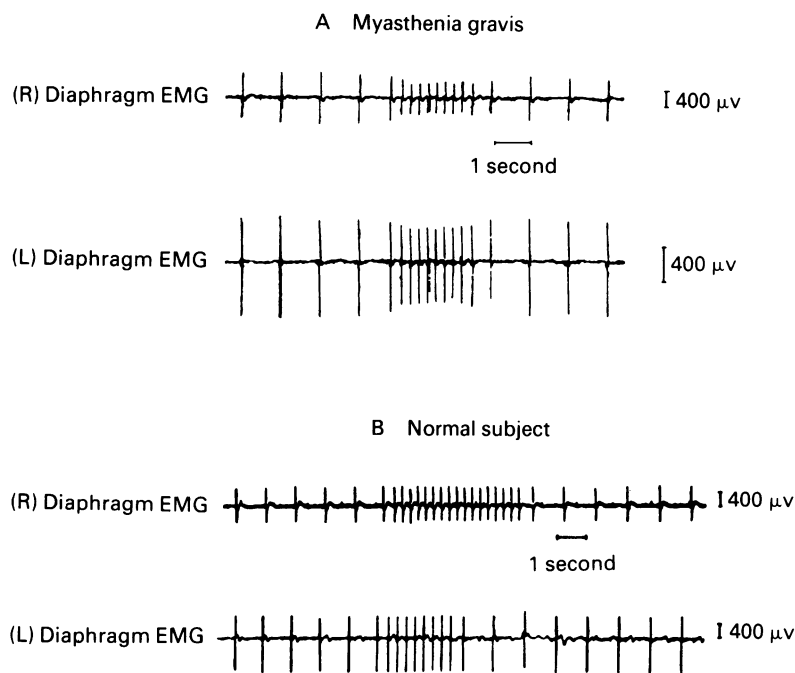 A Myasthenia gravis
(R) Diaphragm EMG
400 µv
1 second
(L) Diaphragm EMG
400 µv
B Normal subject
(R) Diaphragm EMG
400 µv
1 second
(L) Diaphragm EMG
400 µv